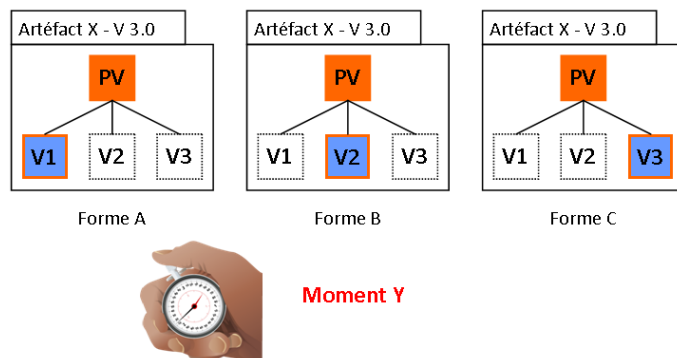 Artéfact X - V 3.0
PV
V1 V2 V3
Forme A
Artéfact X - V 3.0
PV
V1 V2 V3
Forme B
Artéfact X - V 3.0
PV
V1 V2 V3
Forme C
Moment Y